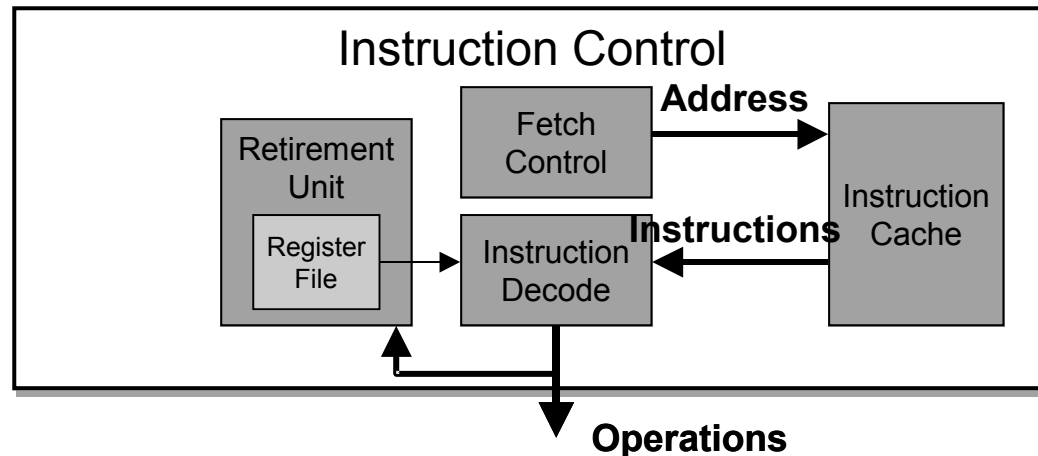 Instruction Control
Address
Fetch
Control
Retirement
Unit
Instruction
Cache
Register
File
Instructions
Instruction
Decode
Operations